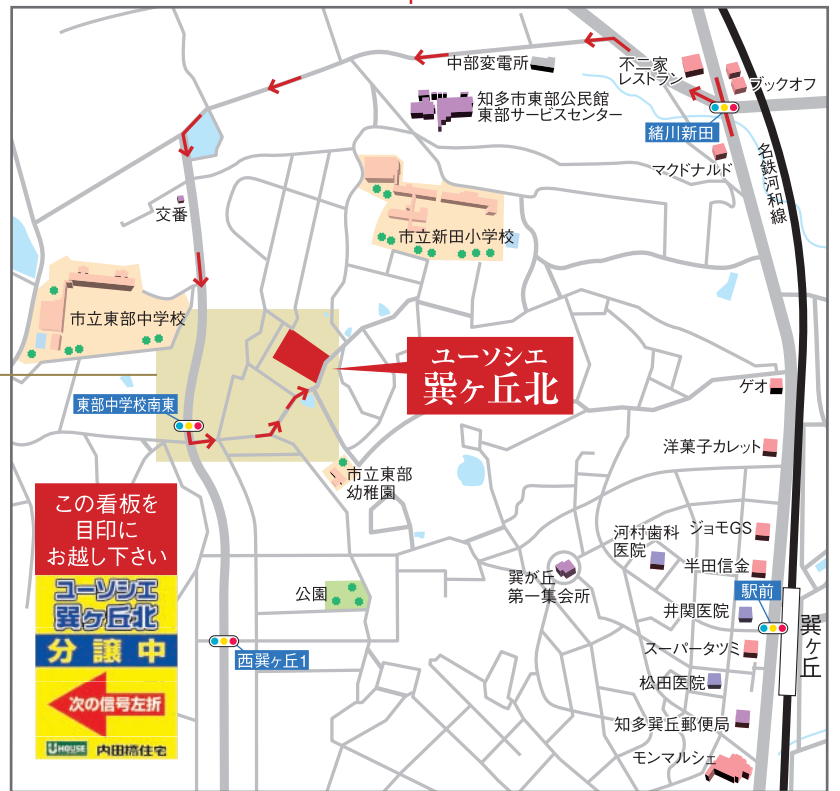 中部変電所
不二家
レストラン
ブックオフ
知多市東部公民館
東部サービスセンター
緒川新田
マクドナルド
名鉄河和線
交番
市立新田小学校
市立東部中学校
ユーソシエ
巽ヶ丘北
ゲオ
東部中学校南東
洋菓子カレット
市立東部
幼稚園
この看板を
目印に
お越し下さい
ユーソシエ
巽ヶ丘北
分譲中
次の信号左折
U HOUSE 内田橋住宅
河村歯科
医院
ジョモGS
半田信金
巽が丘
第一集会所
駅前
公園
井関医院
巽ヶ丘
スーパータツミ
西巽ヶ丘1
松田医院
知多巽丘郵便局
モンマルシェ